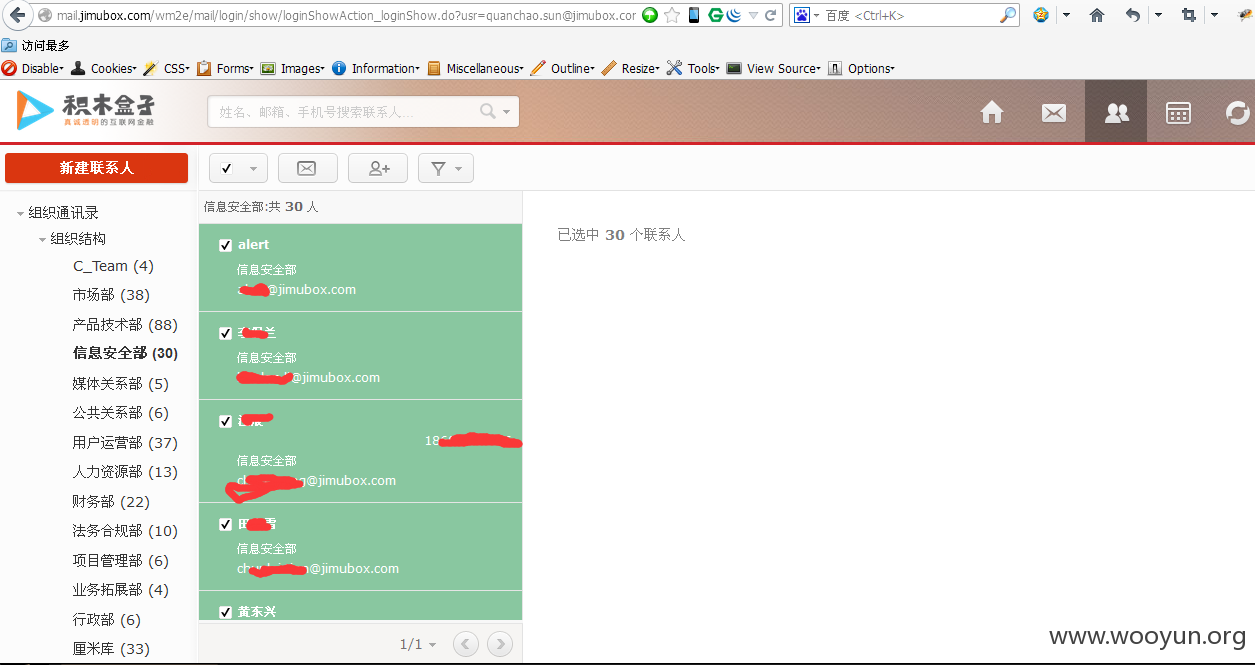 mail.jimubox.com/wm2e/mail/login/show/loginShowAction_loginShow.do?usr=quanchao.sun@jimubox.cor
百度 <Ctrl+K>
访问最多
Disable Cookies CSS Forms Images Information Miscellaneous Outline Resize Tools View Source Options
积木盒子
真诚透明的互联网金融
姓名、邮箱、手机号搜索联系人...
新建联系人
组织通讯录
组织结构
C_Team (4)
市场部 (38)
产品技术部 (88)
信息安全部 (30)
媒体关系部 (5)
公共关系部 (6)
用户运营部 (37)
人力资源部 (13)
财务部 (22)
法务合规部 (10)
项目管理部 (6)
业务拓展部 (4)
行政部 (6)
厘米库 (33)
信息安全部:共 30 人
alert
信息安全部
@jimubox.com
信息安全部
@jimubox.com
18
信息安全部
g@jimubox.com
田
信息安全部
@jimubox.com
黄东兴
1/1
已选中 30 个联系人
www.wooyun.org